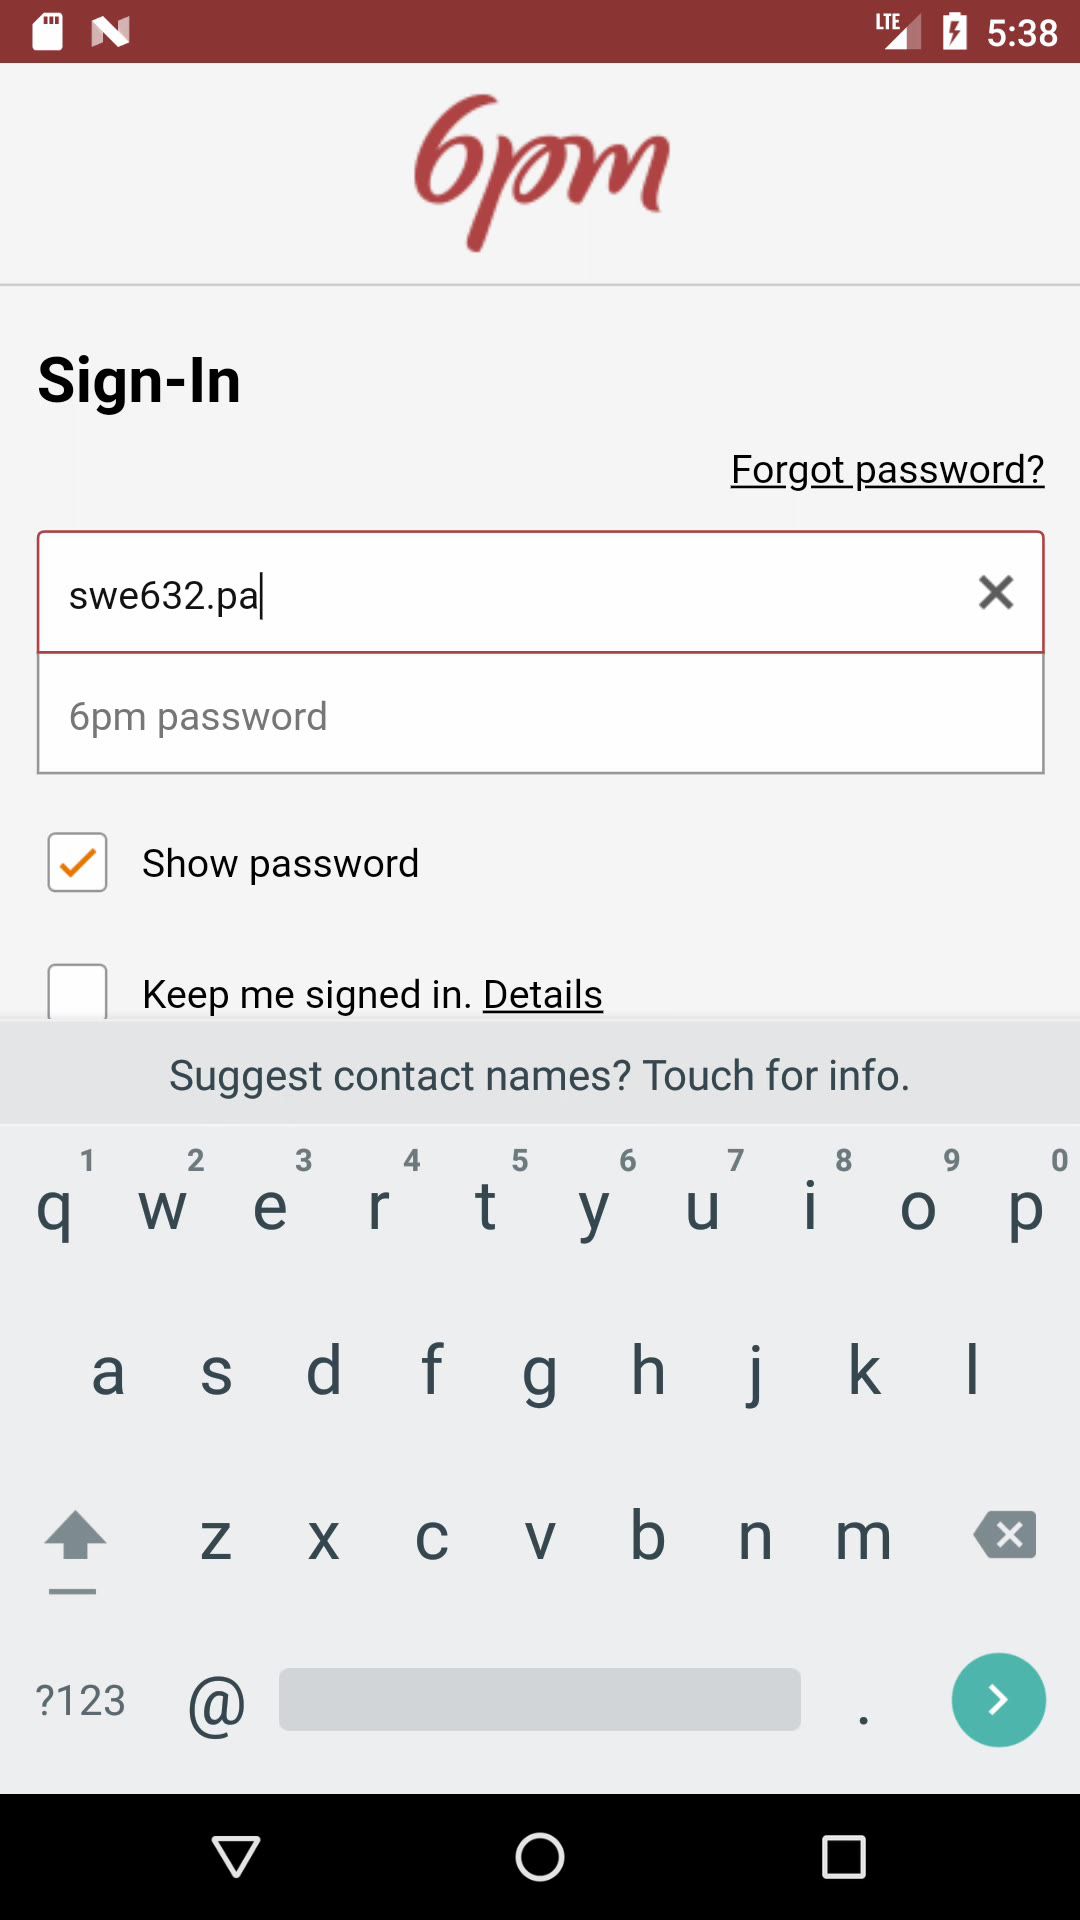 LTE 5:38
6pm
Sign-In
Forgot password?
swe632.pa
6pm password
Show password
Keep me signed in. Details
Suggest contact names? Touch for info.
1 2 3 4 5 6 7 8 9 0
q w e r t y u i o p
a s d f g h j k l
z x c v b n m
?123 @ .